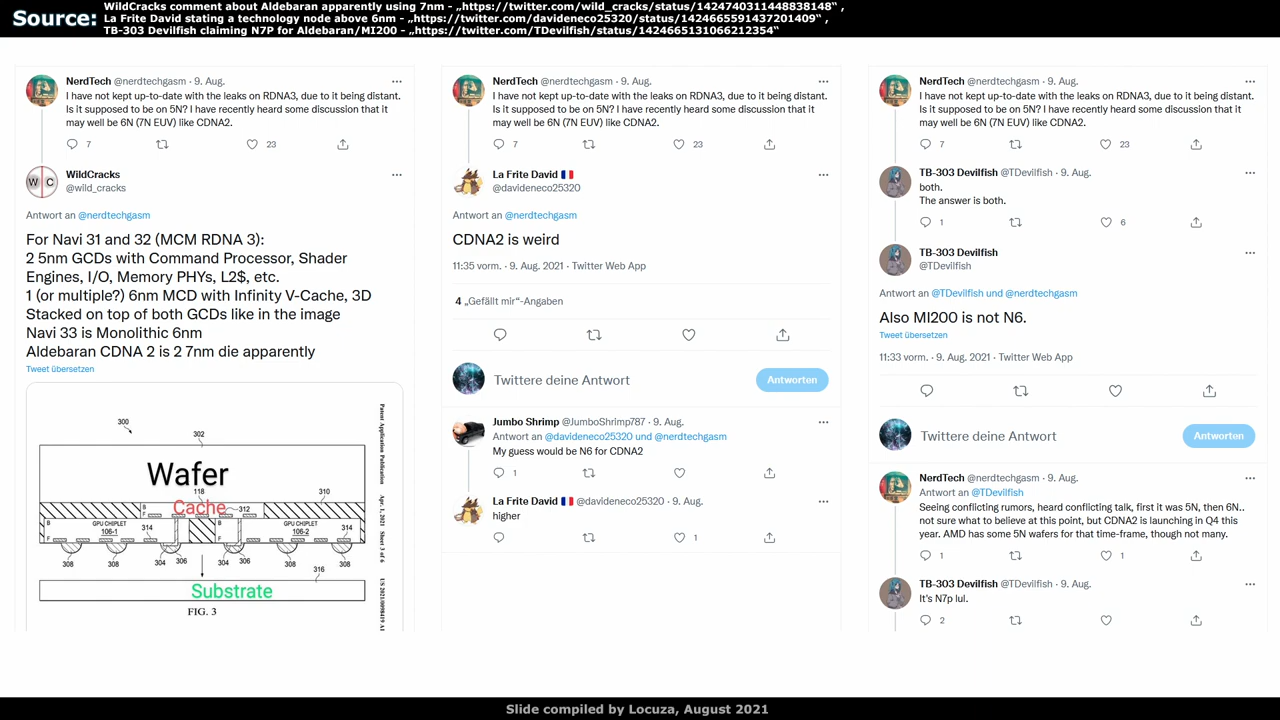 Source:
WildCracks comment about Aldebaran apparently using 7nm - „https://twitter.com/wild_cracks/status/1424740311448838148“ ,
La Frite David stating a technology node above 6nm - „https://twitter.com/davideneco25320/status/1424665591437201409“ ,
TB-303 Devilfish claiming N7P for Aldebaran/MI200 - „https://twitter.com/TDevilfish/status/1424665131066212354“
NerdTech @nerdtechgasm · 9. Aug.
I have not kept up-to-date with the leaks on RDNA3, due to it being distant.
Is it supposed to be on 5N? I have recently heard some discussion that it
may well be 6N (7N EUV) like CDNA2.
7
23
WildCracks
@wild_cracks
Antwort an @nerdtechgasm
For Navi 31 and 32 (MCM RDNA 3):
2 5nm GCDs with Command Processor, Shader
Engines, I/O, Memory PHYs, L2$, etc.
1 (or multiple?) 6nm MCD with Infinity V-Cache, 3D
Stacked on top of both GCDs like in the image
Navi 33 is Monolithic 6nm
Aldebaran CDNA 2 is 2 7nm die apparently
Tweet übersetzen
300
302
Wafer
118
310
Cache
312
B
F
B
F
GPU CHIPLET
106-1
314
GPU CHIPLET
106-2
314
B
F
308
308
304
306
304
306
308
308
316
Substrate
FIG. 3
Patent Application Publication
Apr. 1, 2021
Sheet 3 of 6
US 2021/0098419 A1
NerdTech @nerdtechgasm · 9. Aug.
I have not kept up-to-date with the leaks on RDNA3, due to it being distant.
Is it supposed to be on 5N? I have recently heard some discussion that it
may well be 6N (7N EUV) like CDNA2.
7
23
La Frite David
@davideneco25320
Antwort an @nerdtechgasm
CDNA2 is weird
11:35 vorm. · 9. Aug. 2021 · Twitter Web App
4 „Gefällt mir“-Angaben
Twittere deine Antwort
Antworten
Jumbo Shrimp @JumboShrimp787 · 9. Aug.
Antwort an @davideneco25320 und @nerdtechgasm
My guess would be N6 for CDNA2
1
La Frite David @davideneco25320 · 9. Aug.
higher
1
NerdTech @nerdtechgasm · 9. Aug.
I have not kept up-to-date with the leaks on RDNA3, due to it being distant.
Is it supposed to be on 5N? I have recently heard some discussion that it
may well be 6N (7N EUV) like CDNA2.
7
23
TB-303 Devilfish @TDevilfish · 9. Aug.
both.
The answer is both.
1
6
TB-303 Devilfish
@TDevilfish
Antwort an @TDevilfish und @nerdtechgasm
Also MI200 is not N6.
Tweet übersetzen
11:33 vorm. · 9. Aug. 2021 · Twitter Web App
Twittere deine Antwort
Antworten
NerdTech @nerdtechgasm · 9. Aug.
Antwort an @TDevilfish
Seeing conflicting rumors, heard conflicting talk, first it was 5N, then 6N..
not sure what to believe at this point, but CDNA2 is launching in Q4 this
year. AMD has some 5N wafers for that time-frame, though not many.
1
1
TB-303 Devilfish @TDevilfish · 9. Aug.
It's N7p lul.
2
Slide compiled by Locuza, August 2021